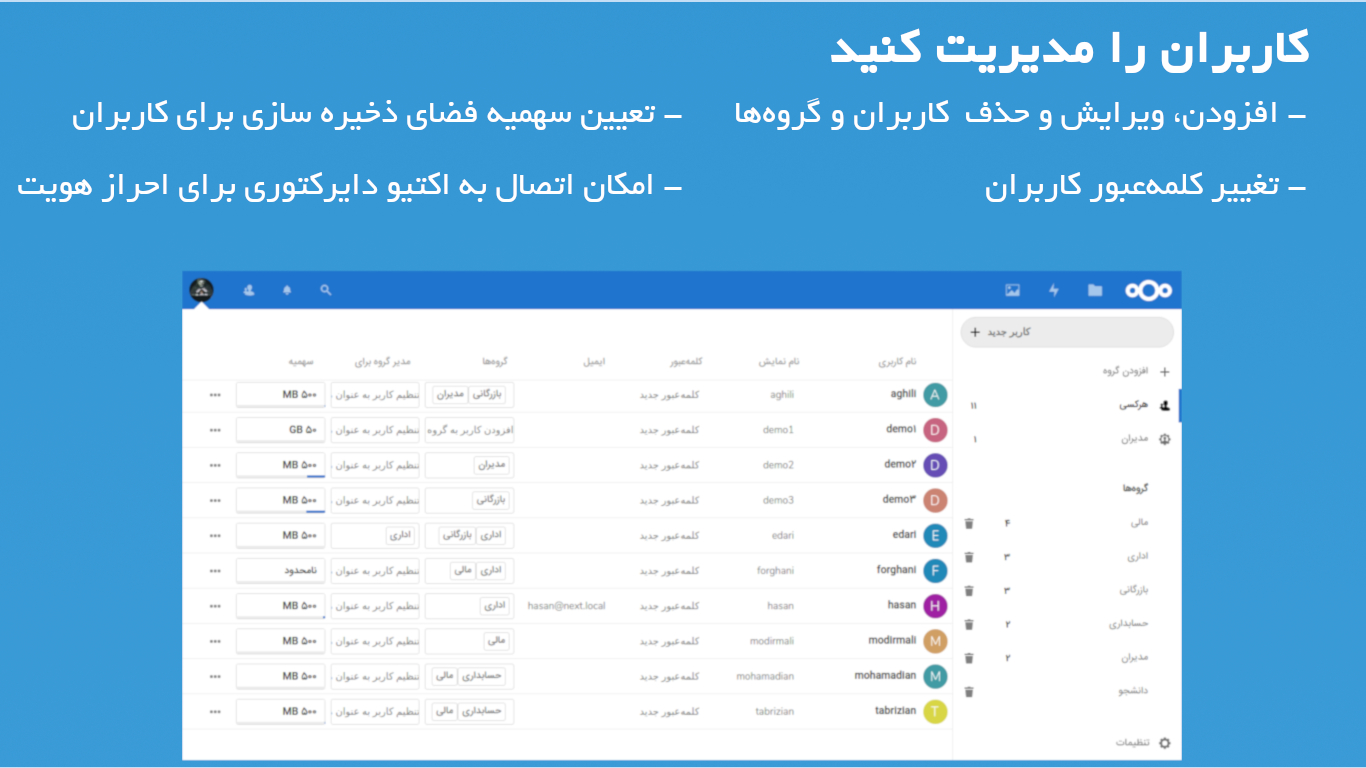 کاربران را مدیریت کنید
– افزودن، ویرایش و حذف کاربران و گروه‌ها
– تعیین سهمیه فضای ذخیره سازی برای کاربران
– تغییر کلمه‌عبور کاربران
– امکان اتصال به اکتیو دایرکتوری برای احراز هویت
کاربر جدید +
+ افزودن گروه
هرکسی ۱۱
مدیران ۱
گروه‌ها
مالی ۴
اداری ۳
بازرگانی ۳
حسابداری ۲
مدیران ۲
دانشجو
تنظیمات
نام کاربری نام نمایش کلمه‌عبور ایمیل گروه‌ها مدیر گروه برای سهمیه
A aghili aghili کلمه‌عبور جدید بازرگانی مدیران تنظیم کاربر به عنوان ۵۰۰ MB
D demo۱ demo1 کلمه‌عبور جدید افزودن کاربر به گروه تنظیم کاربر به عنوان ۵۰ GB
D demo۲ demo2 کلمه‌عبور جدید مدیران تنظیم کاربر به عنوان ۵۰۰ MB
D demo۳ demo3 کلمه‌عبور جدید بازرگانی تنظیم کاربر به عنوان ۵۰۰ MB
E edari edari کلمه‌عبور جدید اداری بازرگانی اداری ۵۰۰ MB
F forghani forghani کلمه‌عبور جدید اداری مالی تنظیم کاربر به عنوان نامحدود
H hasan hasan کلمه‌عبور جدید hasan@next.local اداری تنظیم کاربر به عنوان ۵۰۰ MB
M modirmali modirmali کلمه‌عبور جدید مالی تنظیم کاربر به عنوان ۵۰۰ MB
M mohamadian mohamadian کلمه‌عبور جدید حسابداری مالی تنظیم کاربر به عنوان ۵۰۰ MB
T tabrizian tabrizian کلمه‌عبور جدید حسابداری مالی تنظیم کاربر به عنوان ۵۰۰ MB